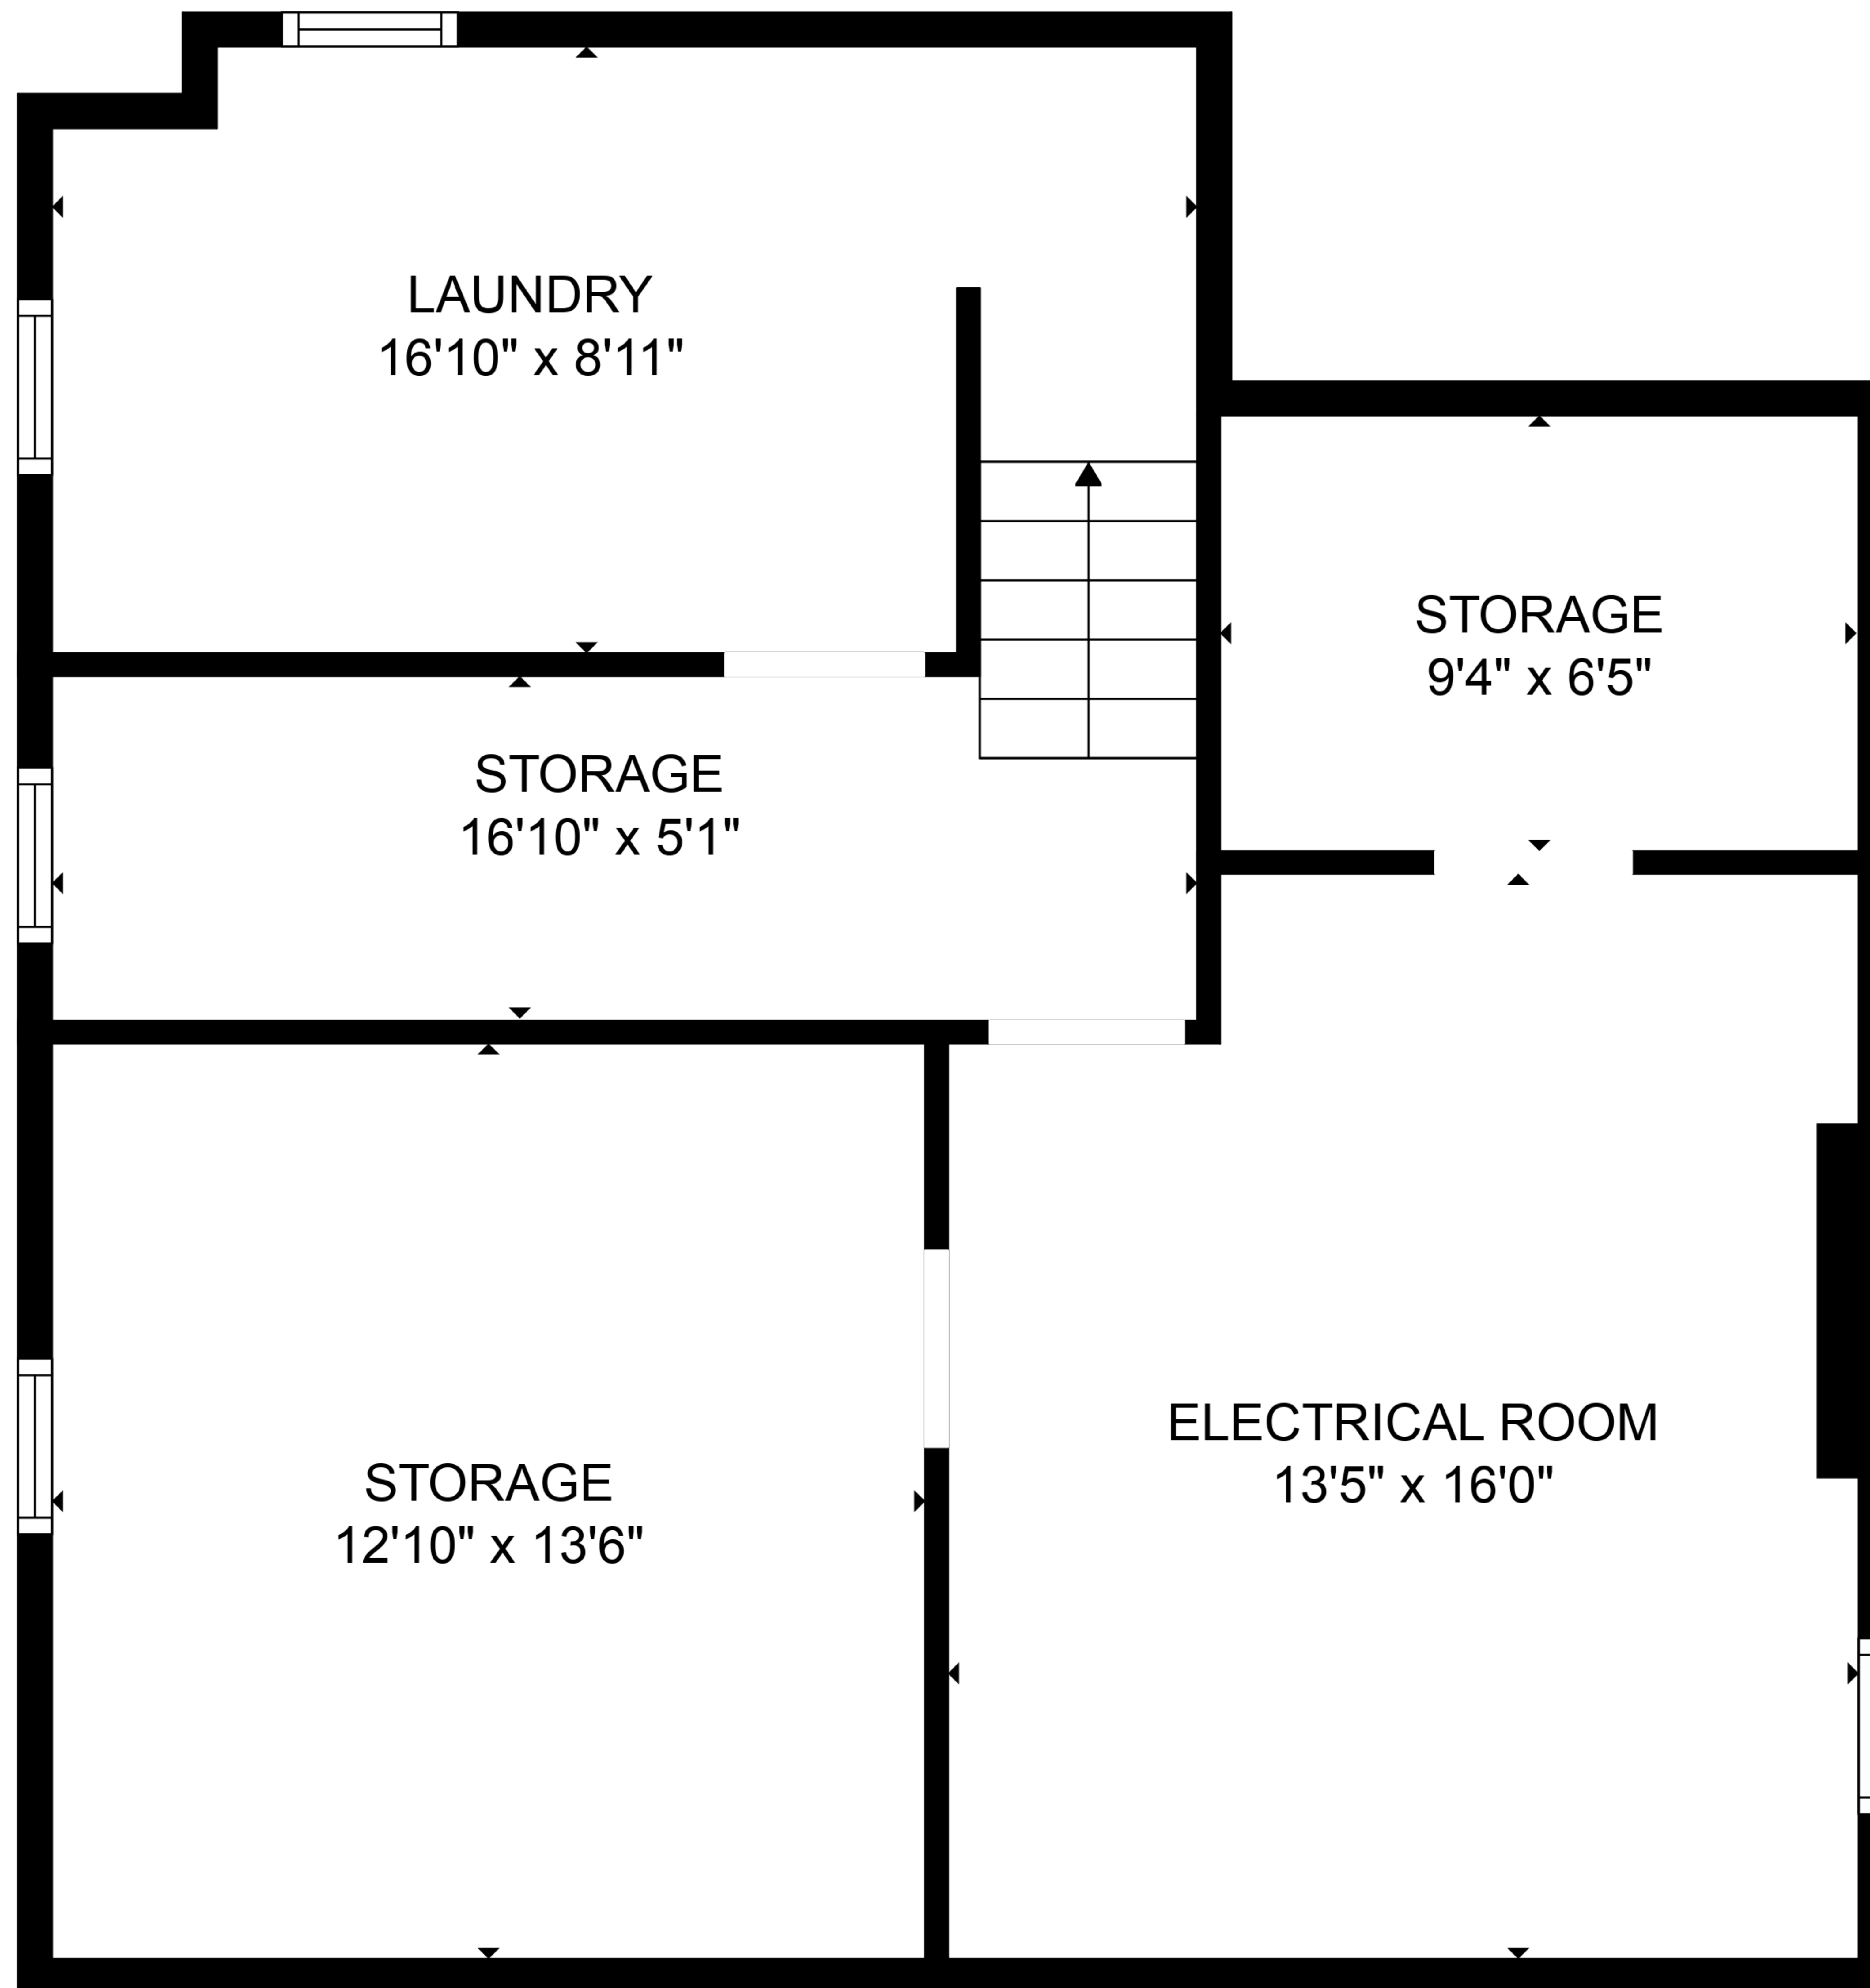 LAUNDRY
16'10" x 8'11"
STORAGE
9'4" x 6'5"
STORAGE
16'10" x 5'1"
ELECTRICAL ROOM
13'5" x 16'0"
STORAGE
12'10" x 13'6"